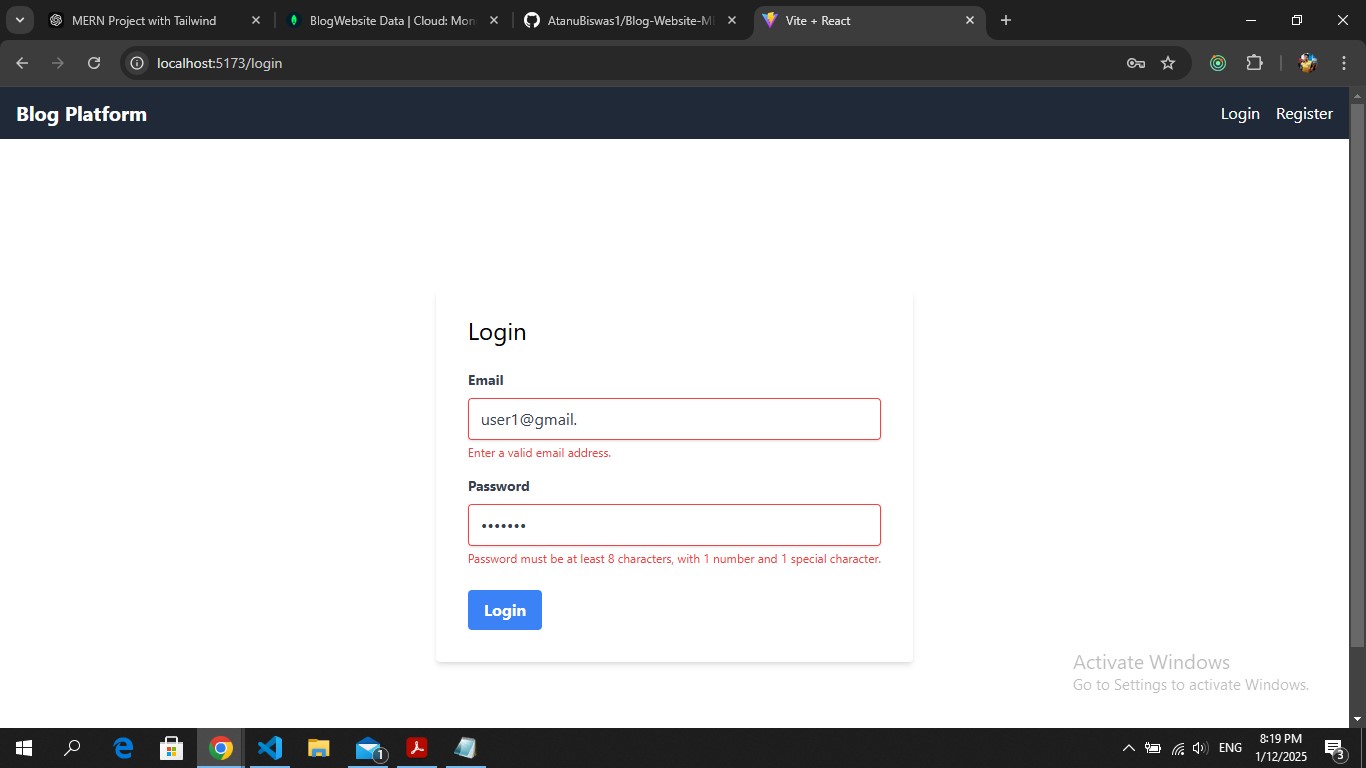 MERN Project with Tailwind
BlogWebsite Data | Cloud: Mon
AtanuBiswas1/Blog-Website-M
Vite + React
localhost:5173/login
Blog Platform
Login Register
Login
Email
user1@gmail.
Enter a valid email address.
Password
•••••••
Password must be at least 8 characters, with 1 number and 1 special character.
Login
Activate Windows
Go to Settings to activate Windows.
1
ENG
8:19 PM
1/12/2025
3